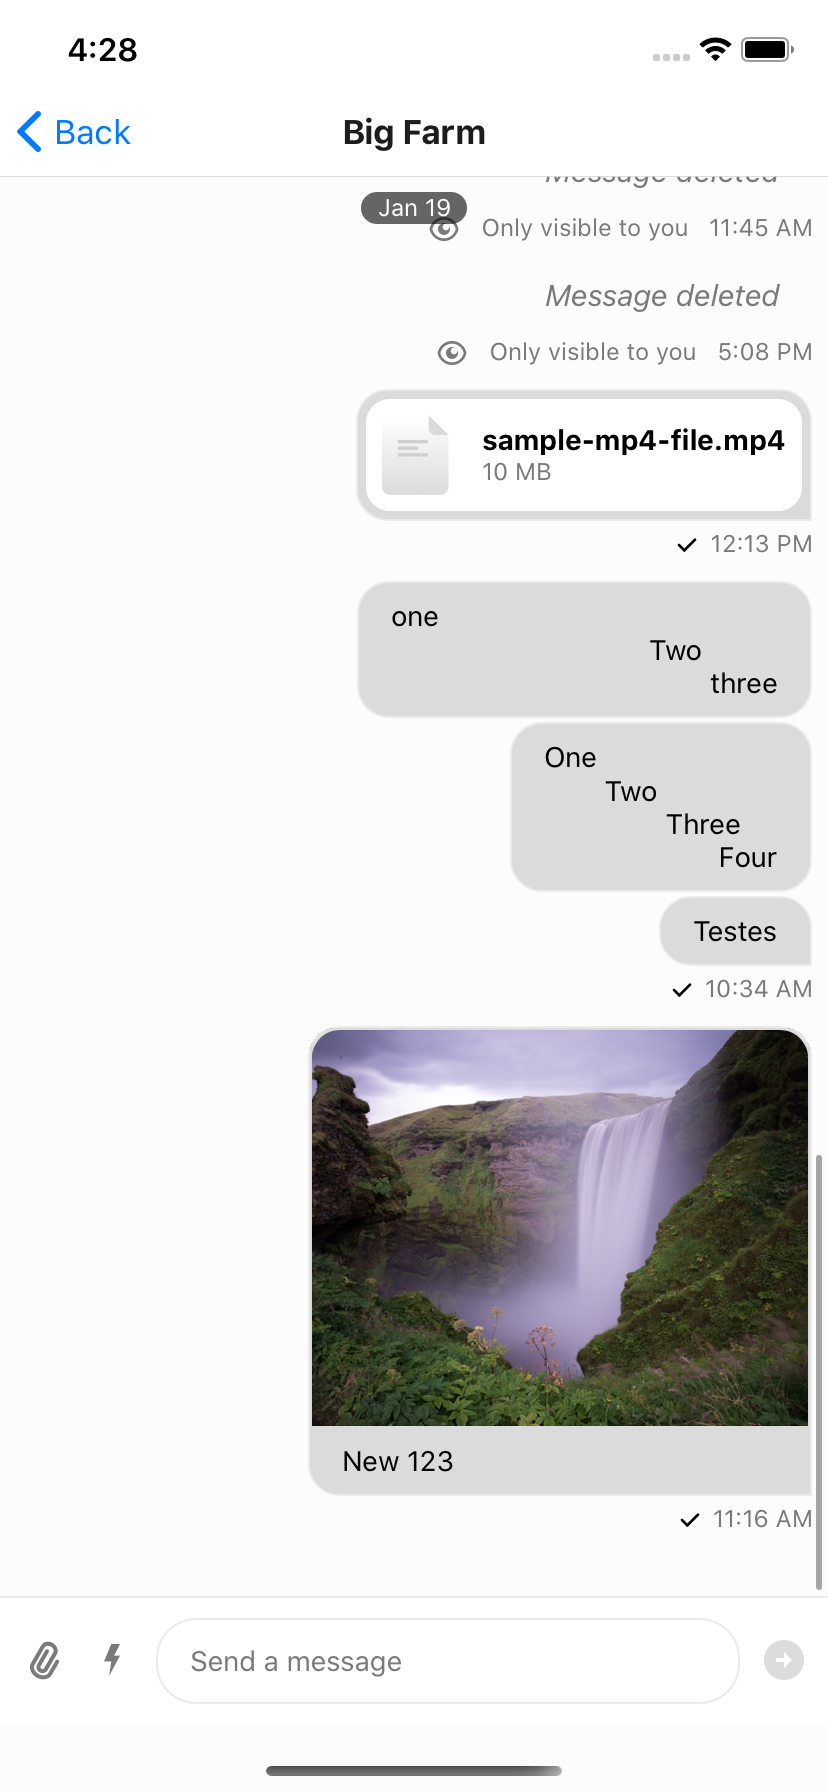 4:28
Back
Big Farm
Message deleted
Jan 19
Only visible to you 11:45 AM
Message deleted
Only visible to you 5:08 PM
sample-mp4-file.mp4
10 MB
12:13 PM
one
Two
three
One
Two
Three
Four
Testes
10:34 AM
New 123
11:16 AM
Send a message